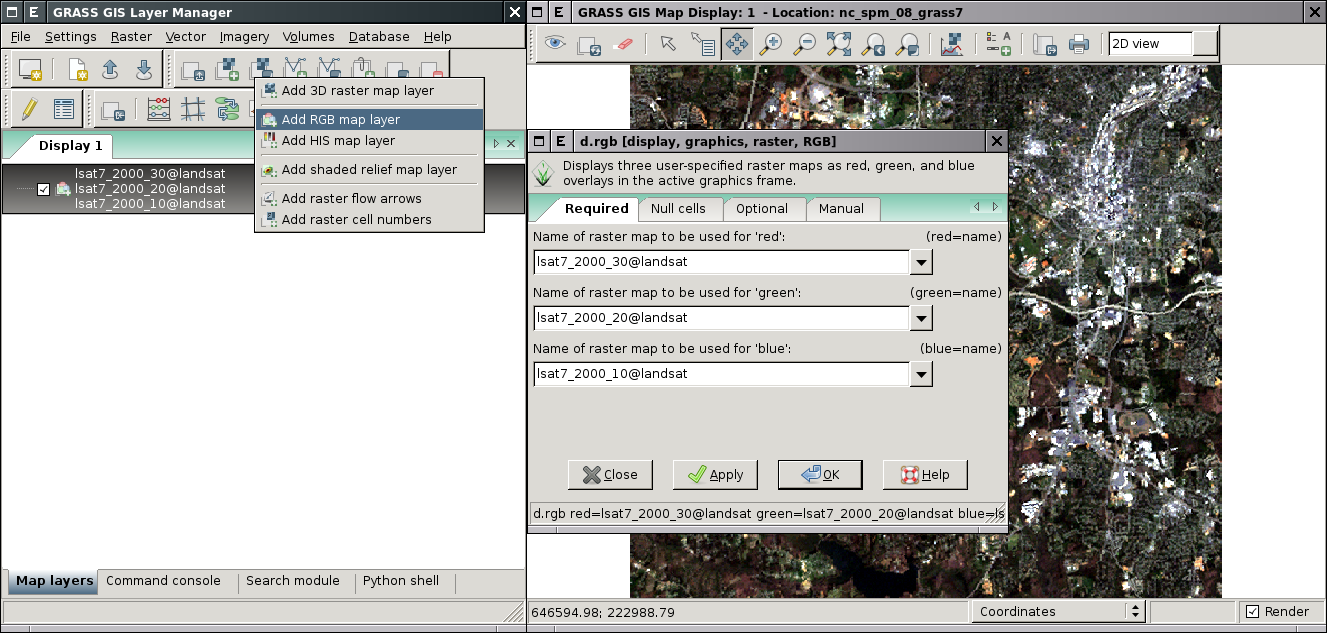 E GRASS GIS Layer Manager
File Settings Raster Vector Imagery Volumes Database Help
Display 1
lsat7_2000_30@landsat
lsat7_2000_20@landsat
lsat7_2000_10@landsat
Add 3D raster map layer
Add RGB map layer
Add HIS map layer
Add shaded relief map layer
Add raster flow arrows
Add raster cell numbers
Map layers Command console Search module Python shell
E GRASS GIS Map Display: 1 - Location: nc_spm_08_grass7
A
2D view
E d.rgb [display, graphics, raster, RGB]
Displays three user-specified raster maps as red, green, and blue
overlays in the active graphics frame.
Required Null cells Optional Manual
Name of raster map to be used for 'red': (red=name)
lsat7_2000_30@landsat
Name of raster map to be used for 'green': (green=name)
lsat7_2000_20@landsat
Name of raster map to be used for 'blue': (blue=name)
lsat7_2000_10@landsat
Close Apply OK Help
d.rgb red=lsat7_2000_30@landsat green=lsat7_2000_20@landsat blue=ls
646594.98; 222988.79 Coordinates Render